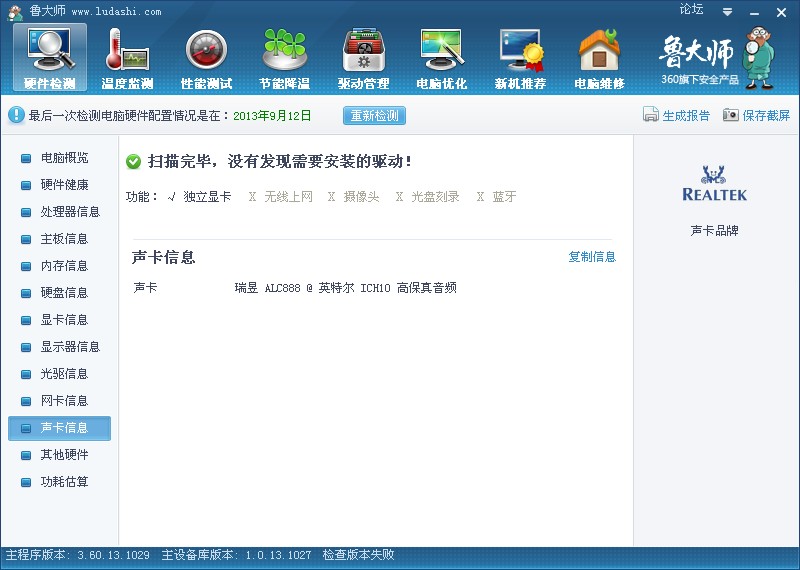 鲁大师 www.ludashi.com
论坛
硬件检测 温度监测 性能测试 节能降温 驱动管理 电脑优化 新机推荐 电脑维修
鲁大师
360旗下安全产品
最后一次检测电脑硬件配置情况是在：2013年9月12日 重新检测 生成报告 保存截屏
电脑概览
硬件健康
处理器信息
主板信息
内存信息
硬盘信息
显卡信息
显示器信息
光驱信息
网卡信息
声卡信息
其他硬件
功耗估算
扫描完毕，没有发现需要安装的驱动！
功能： √ 独立显卡 X 无线上网 X 摄像头 X 光盘刻录 X 蓝牙
声卡信息 复制信息
声卡 瑞昱 ALC888 @ 英特尔 ICH10 高保真音频
REALTEK
声卡品牌
主程序版本: 3.60.13.1029 主设备库版本: 1.0.13.1027 检查版本失败